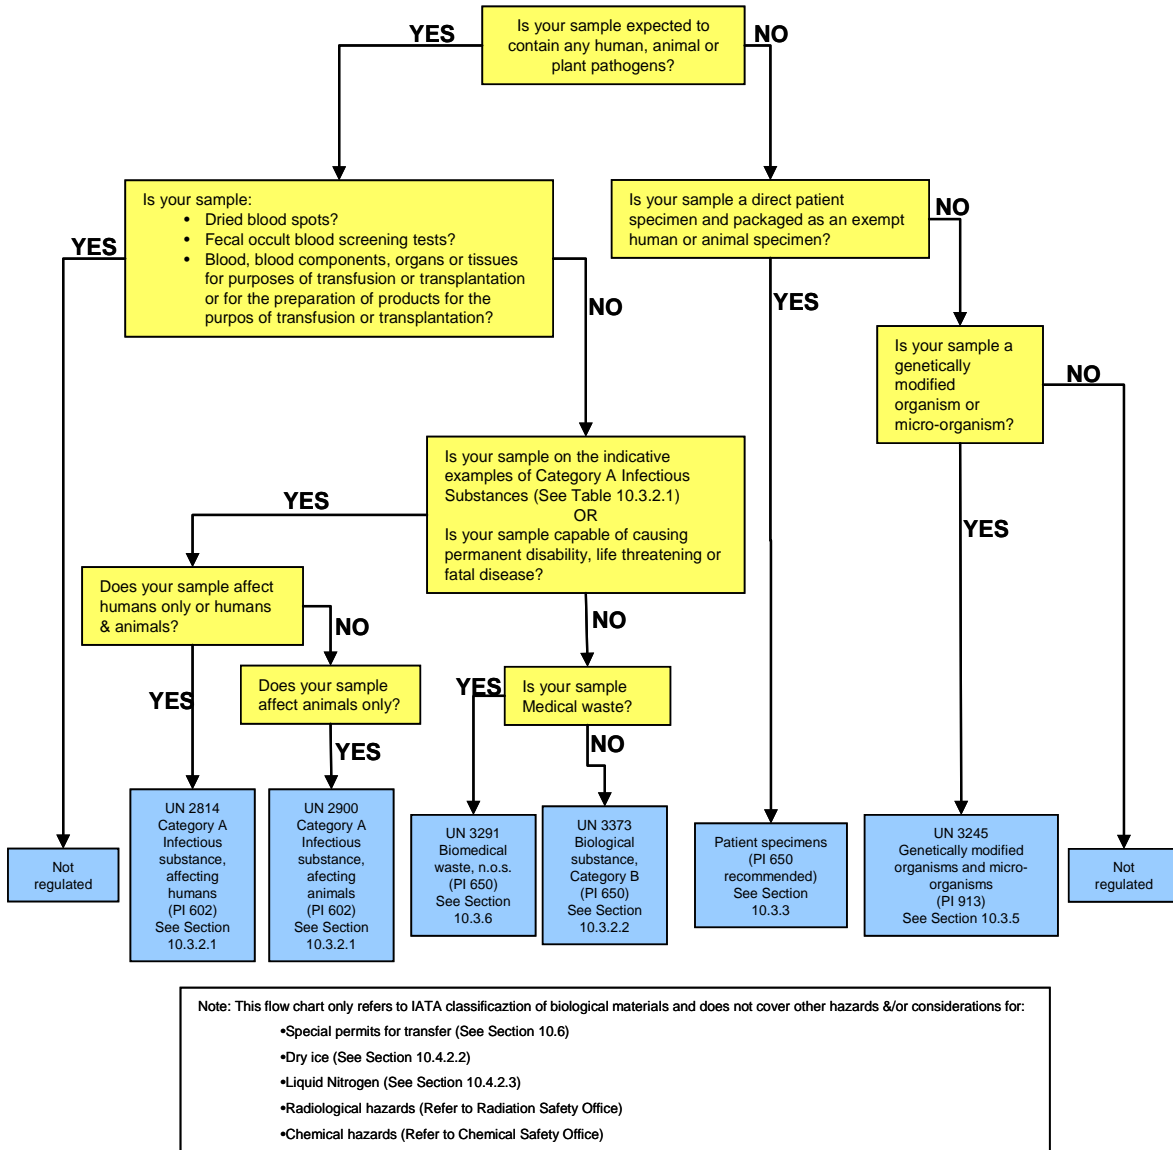 Is your sample expected to
contain any human, animal or
plant pathogens?
YES
NO
Is your sample:
• Dried blood spots?
• Fecal occult blood screening tests?
• Blood, blood components, organs or tissues
for purposes of transfusion or transplantation
or for the preparation of products for the
purpos of transfusion or transplantation?
YES
NO
Is your sample a direct patient
specimen and packaged as an exempt
human or animal specimen?
NO
YES
Is your sample a
genetically
modified
organism or
micro-organism?
NO
YES
Is your sample on the indicative
examples of Category A Infectious
Substances (See Table 10.3.2.1)
OR
Is your sample capable of causing
permanent disability, life threatening or
fatal disease?
YES
NO
Does your sample affect
humans only or humans
& animals?
NO
YES
Does your sample
affect animals only?
YES
Is your sample
Medical waste?
YES
NO
Not
regulated
UN 2814
Category A
Infectious
substance,
affecting
humans
(PI 602)
See Section
10.3.2.1
UN 2900
Category A
Infectious
substance,
afecting
animals
(PI 602)
See Section
10.3.2.1
UN 3291
Biomedical
waste, n.o.s.
(PI 650)
See Section
10.3.6
UN 3373
Biological
substance,
Category B
(PI 650)
See Section
10.3.2.2
Patient specimens
(PI 650
recommended)
See Section
10.3.3
UN 3245
Genetically modified
organisms and micro-
organisms
(PI 913)
See Section 10.3.5
Not
regulated
Note: This flow chart only refers to IATA classificaztion of biological materials and does not cover other hazards &/or considerations for:
•Special permits for transfer (See Section 10.6)
•Dry ice (See Section 10.4.2.2)
•Liquid Nitrogen (See Section 10.4.2.3)
•Radiological hazards (Refer to Radiation Safety Office)
•Chemical hazards (Refer to Chemical Safety Office)